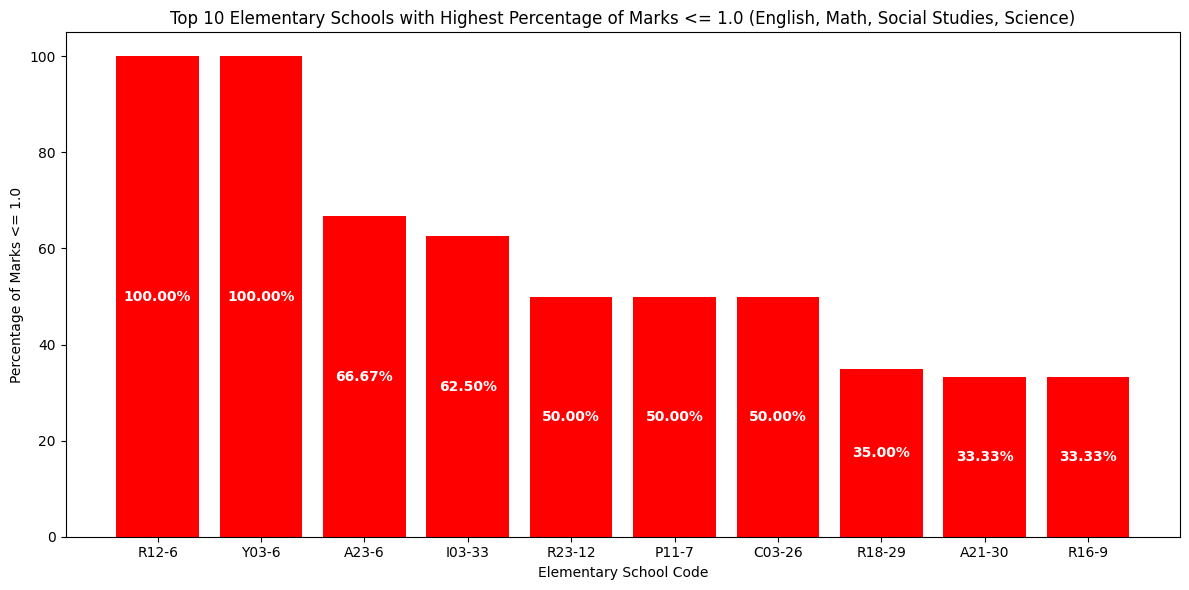 Top 10 Elementary Schools with Highest Percentage of Marks <= 1.0 (English, Math, Social Studies, Science)
Percentage of Marks <= 1.0
100
80
60
40
20
0
100.00%
100.00%
66.67%
62.50%
50.00%
50.00%
50.00%
35.00%
33.33%
33.33%
R12-6
Y03-6
A23-6
I03-33
R23-12
P11-7
C03-26
R18-29
A21-30
R16-9
Elementary School Code